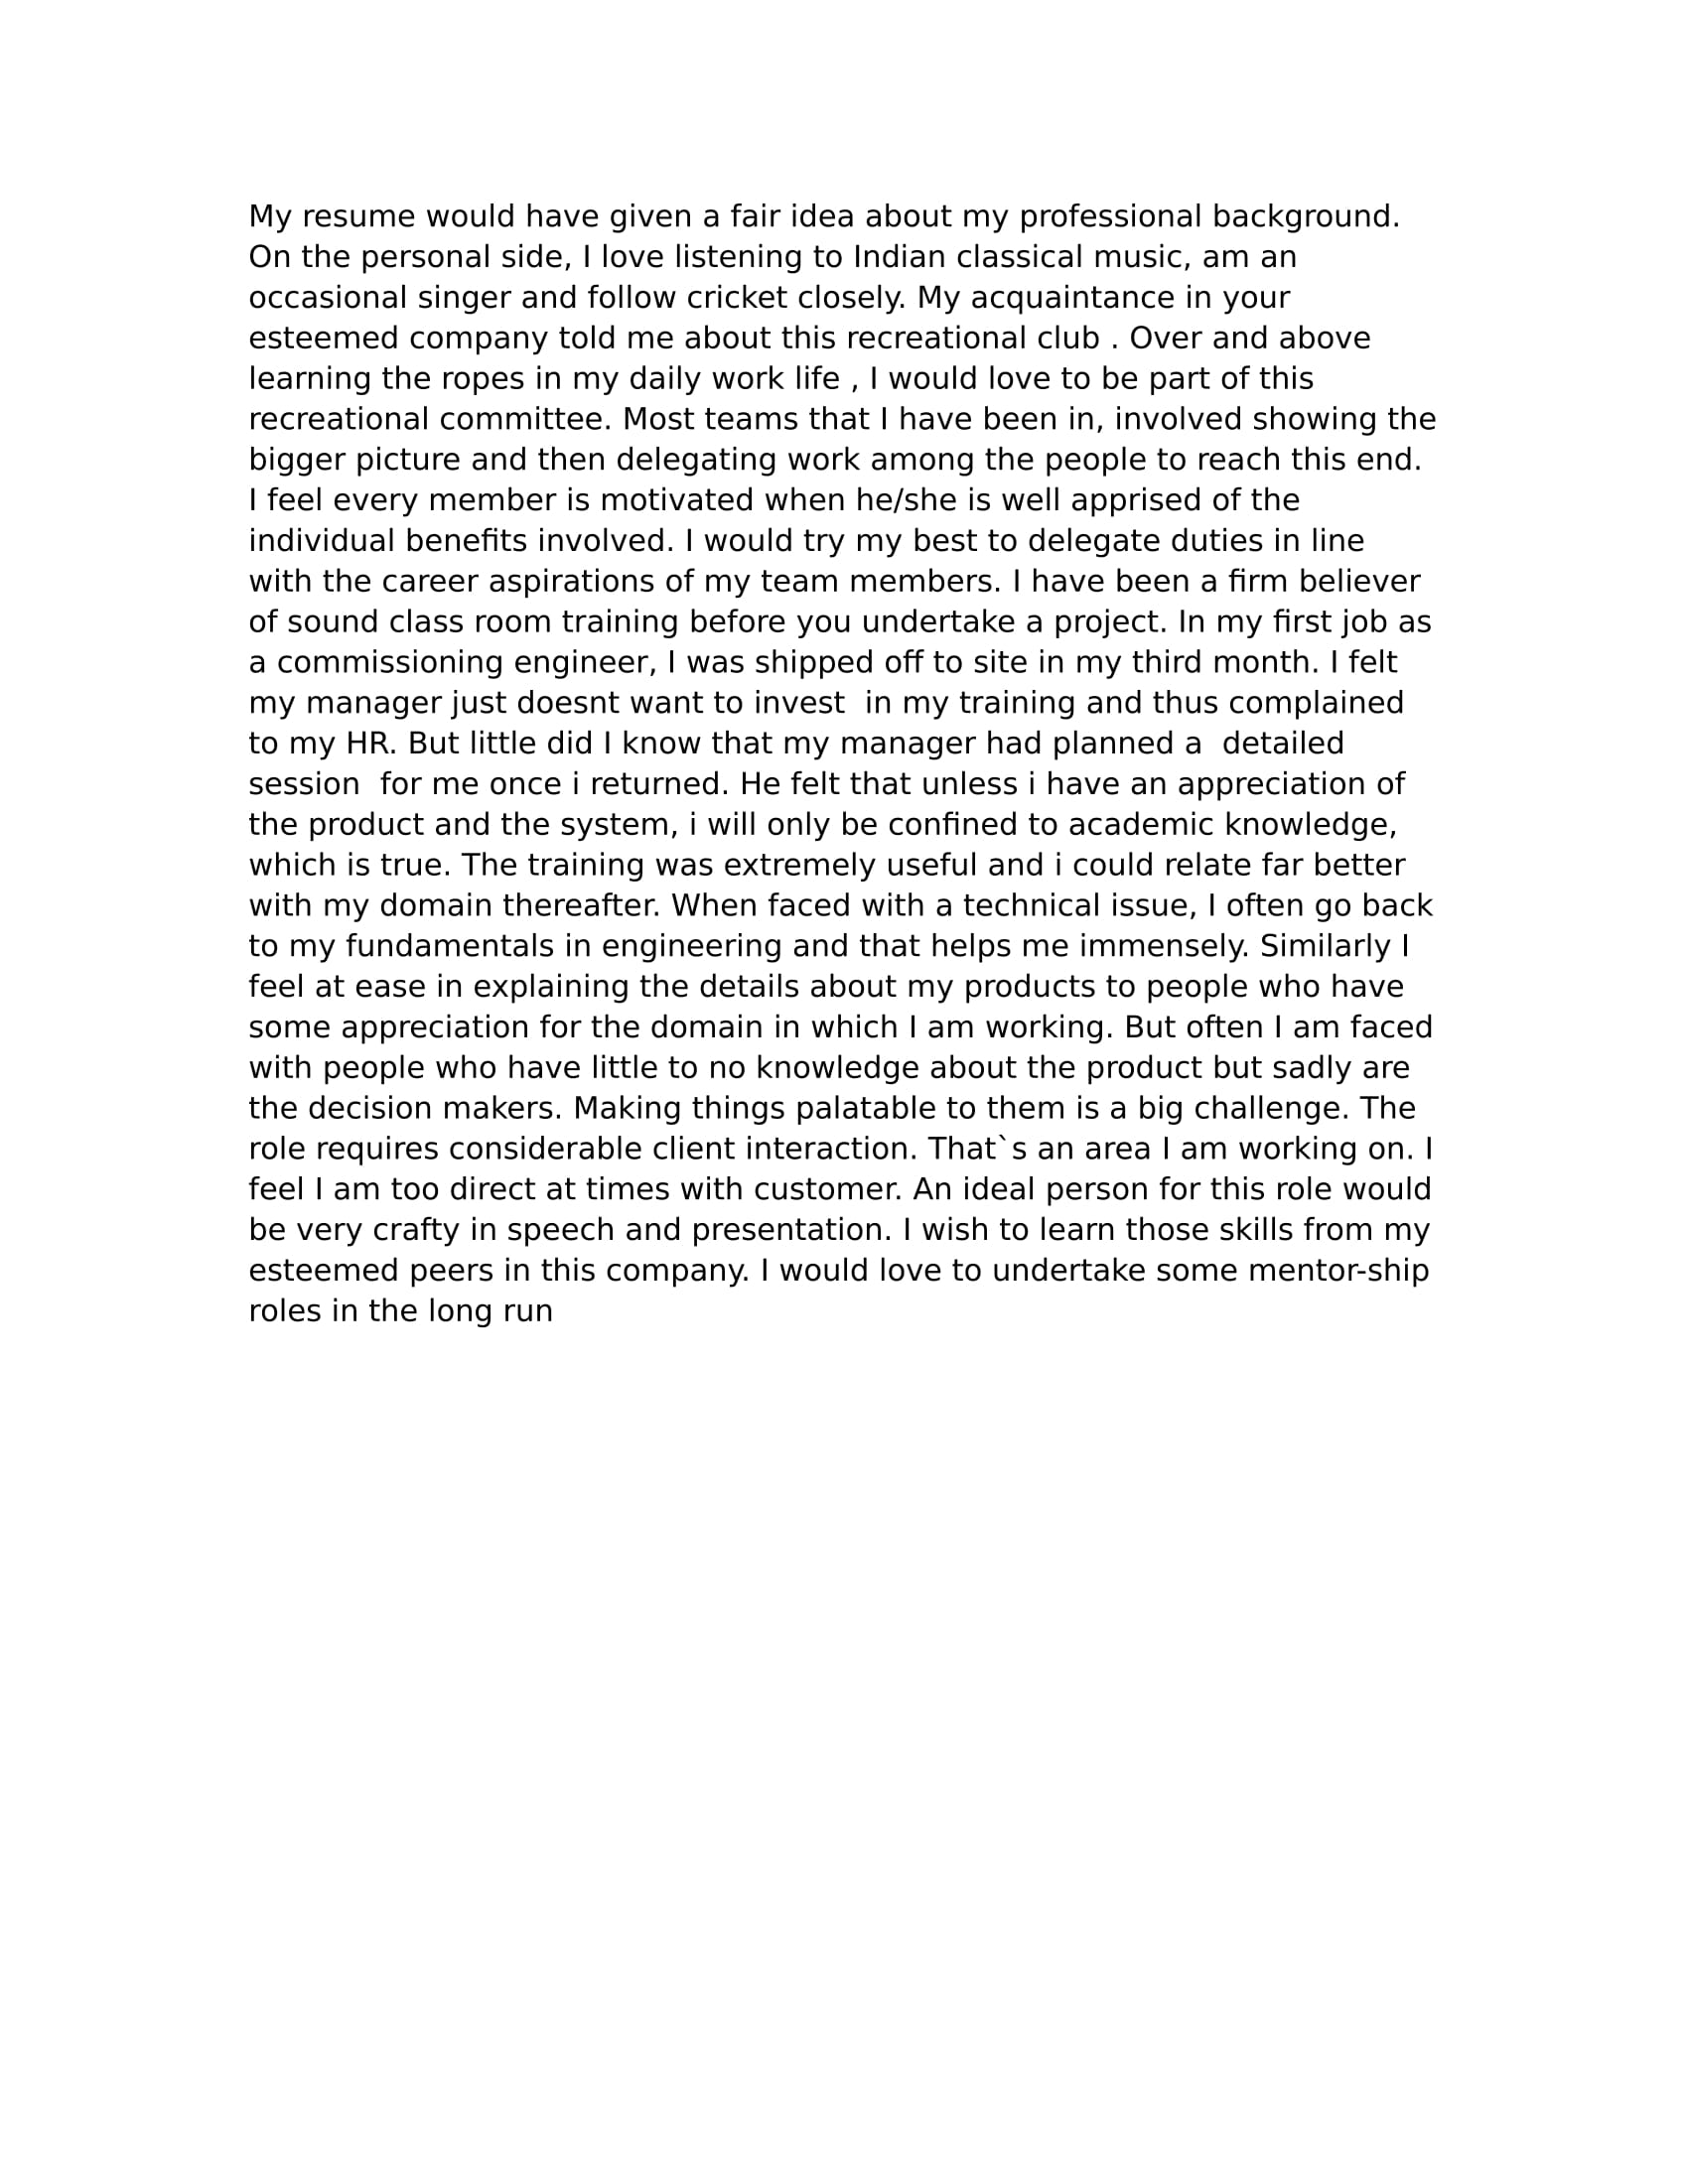 My resume would have given a fair idea about my professional background.
On the personal side, I love listening to Indian classical music, am an
occasional singer and follow cricket closely. My acquaintance in your
esteemed company told me about this recreational club . Over and above
learning the ropes in my daily work life , I would love to be part of this
recreational committee. Most teams that I have been in, involved showing the
bigger picture and then delegating work among the people to reach this end.
I feel every member is motivated when he/she is well apprised of the
individual benefits involved. I would try my best to delegate duties in line
with the career aspirations of my team members. I have been a firm believer
of sound class room training before you undertake a project. In my first job as
a commissioning engineer, I was shipped off to site in my third month. I felt
my manager just doesnt want to invest  in my training and thus complained
to my HR. But little did I know that my manager had planned a  detailed
session  for me once i returned. He felt that unless i have an appreciation of
the product and the system, i will only be confined to academic knowledge,
which is true. The training was extremely useful and i could relate far better
with my domain thereafter. When faced with a technical issue, I often go back
to my fundamentals in engineering and that helps me immensely. Similarly I
feel at ease in explaining the details about my products to people who have
some appreciation for the domain in which I am working. But often I am faced
with people who have little to no knowledge about the product but sadly are
the decision makers. Making things palatable to them is a big challenge. The
role requires considerable client interaction. That`s an area I am working on. I
feel I am too direct at times with customer. An ideal person for this role would
be very crafty in speech and presentation. I wish to learn those skills from my
esteemed peers in this company. I would love to undertake some mentor-ship
roles in the long run